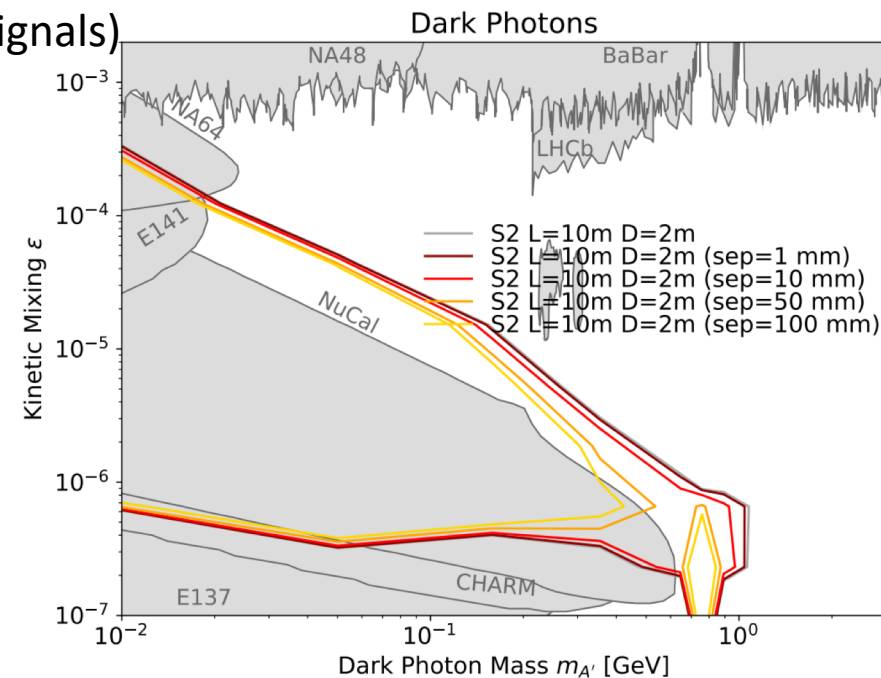 ignals)
Dark Photons
NA48
BaBar
10⁻³
NA64
LHCb
10⁻⁴
E141
S2 L=10m D=2m
S2 L=10m D=2m (sep=1 mm)
S2 L=10m D=2m (sep=10 mm)
S2 L=10m D=2m (sep=50 mm)
S2 L=10m D=2m (sep=100 mm)
NuCal
10⁻⁵
Kinetic Mixing ε
10⁻⁶
CHARM
E137
10⁻⁷
10⁻² 10⁻¹ 10⁰
Dark Photon Mass m_A′ [GeV]